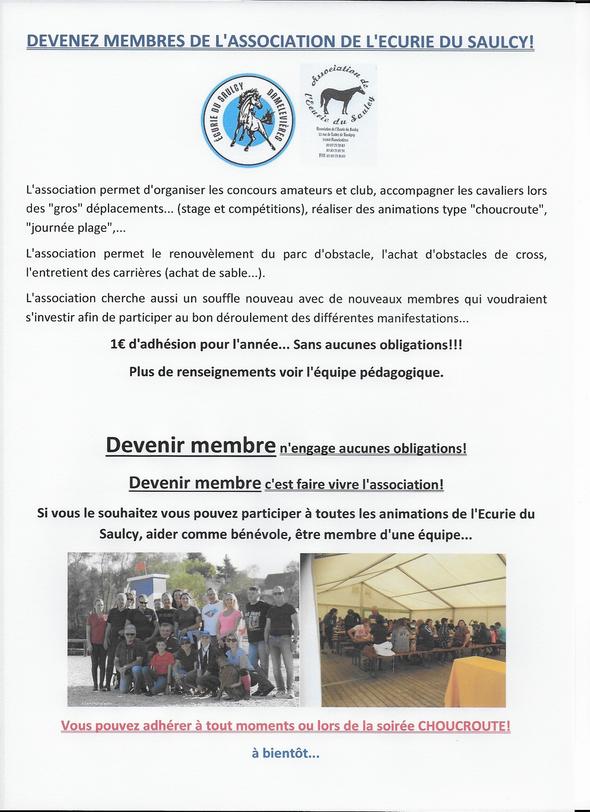 DEVENEZ MEMBRES DE L'ASSOCIATION DE L'ECURIE DU SAULCY!
ÉCURIE DU SAULCY
DAMELEVIÈRES
Association de
l'Ecurie du Saulcy
Association de l'Ecurie du Saulcy
L'association permet d'organiser les concours amateurs et club, accompagner les cavaliers lors
des "gros" déplacements... (stage et compétitions), réaliser des animations type "choucroute",
"journée plage",...
L'association permet le renouvèlement du parc d'obstacle, l'achat d'obstacles de cross,
l'entretient des carrières (achat de sable...).
L'association cherche aussi un souffle nouveau avec de nouveaux membres qui voudraient
s'investir afin de participer au bon déroulement des différentes manifestations...
1€ d'adhésion pour l'année... Sans aucunes obligations!!!
Plus de renseignements voir l'équipe pédagogique.
Devenir membre n'engage aucunes obligations!
Devenir membre c'est faire vivre l'association!
Si vous le souhaitez vous pouvez participer à toutes les animations de l'Ecurie du
Saulcy, aider comme bénévole, être membre d'une équipe...
Vous pouvez adhérer à tout moments ou lors de la soirée CHOUCROUTE!
à bientôt...